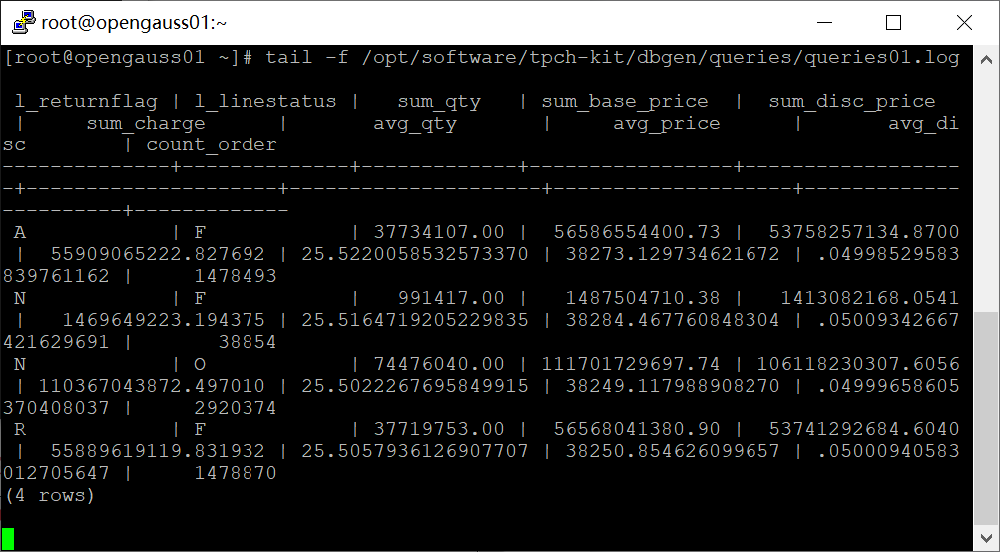 root@opengauss01:~
[root@opengauss01 ~]# tail -f /opt/software/tpch-kit/dbgen/queries/queries01.log
 l_returnflag | l_linestatus |   sum_qty   | sum_base_price  |  sum_disc_price
 |     sum_charge      |       avg_qty       |     avg_price      |       avg_di
sc        | count_order
--------------+--------------+-------------+-----------------+-----------------
-+---------------------+---------------------+--------------------+-------------
----------+-------------
 A            | F            | 37734107.00 |  56586554400.73 |  53758257134.8700
 |  55909065222.827692 | 25.5220058532573370 | 38273.129734621672 | .04998529583
839761162 |     1478493
 N            | F            |   991417.00 |   1487504710.38 |   1413082168.0541
 |   1469649223.194375 | 25.5164719205229835 | 38284.467760848304 | .05009342667
421629691 |       38854
 N            | O            | 74476040.00 | 111701729697.74 | 106118230307.6056
 | 110367043872.497010 | 25.5022267695849915 | 38249.117988908270 | .04999658605
370408037 |     2920374
 R            | F            | 37719753.00 |  56568041380.90 |  53741292684.6040
 |  55889619119.831932 | 25.5057936126907707 | 38250.854626099657 | .05000940583
012705647 |     1478870
(4 rows)